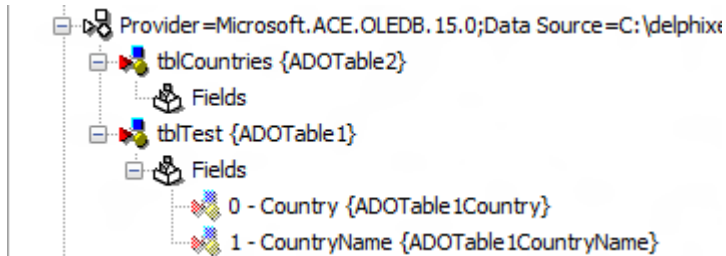 Provider=Microsoft.ACE.OLEDB.15.0;Data Source=C:\delphixe
tblCountries {ADOTable2}
Fields
tblTest {ADOTable1}
Fields
0 - Country {ADOTable1Country}
1 - CountryName {ADOTable1CountryName}